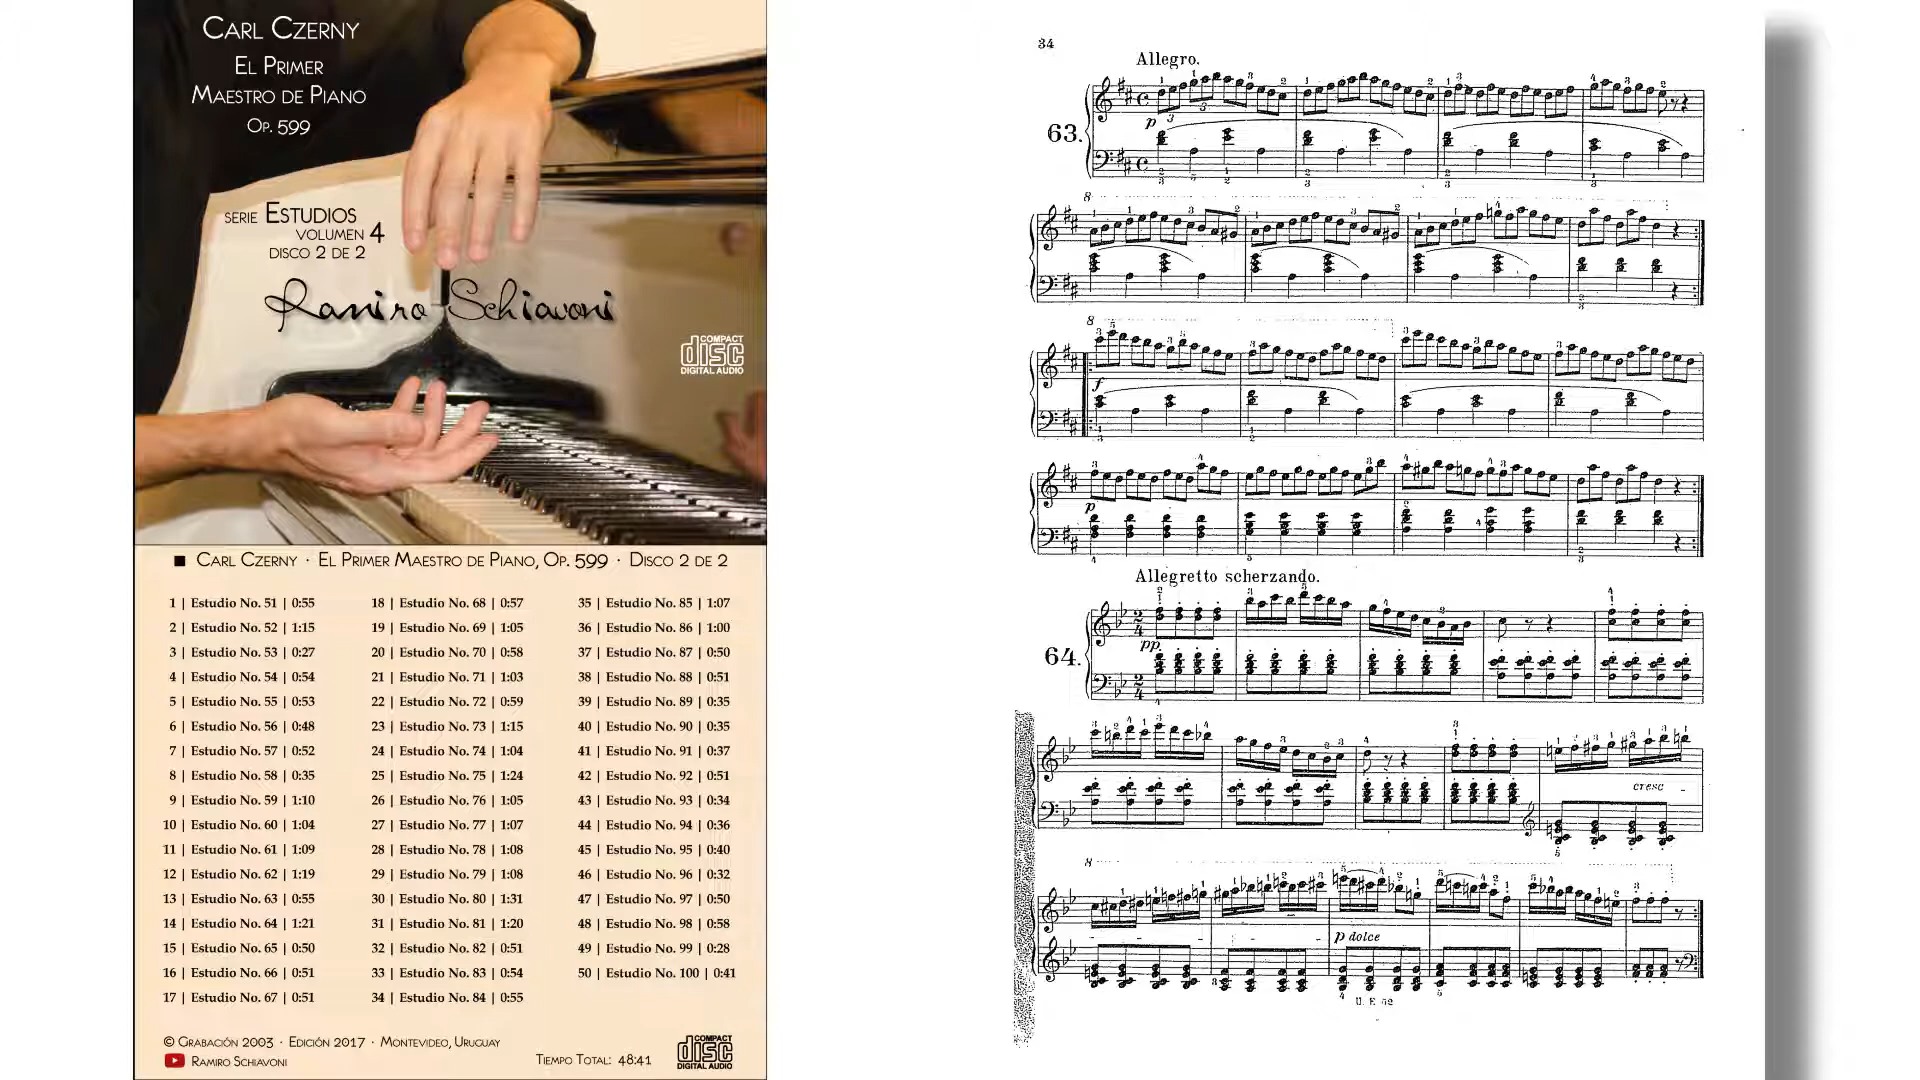 CARL CZERNY
EL PRIMER
MAESTRO DE PIANO
OP. 599
SERIE ESTUDIOS
VOLUMEN 4
DISCO 2 DE 2
Ramiro Schiavoni
COMPACT
disc
DIGITAL AUDIO
■ CARL CZERNY · EL PRIMER MAESTRO DE PIANO, OP. 599 · DISCO 2 DE 2
1 | Estudio No. 51 | 0:55
2 | Estudio No. 52 | 1:15
3 | Estudio No. 53 | 0:27
4 | Estudio No. 54 | 0:54
5 | Estudio No. 55 | 0:53
6 | Estudio No. 56 | 0:48
7 | Estudio No. 57 | 0:52
8 | Estudio No. 58 | 0:35
9 | Estudio No. 59 | 1:10
10 | Estudio No. 60 | 1:04
11 | Estudio No. 61 | 1:09
12 | Estudio No. 62 | 1:19
13 | Estudio No. 63 | 0:55
14 | Estudio No. 64 | 1:21
15 | Estudio No. 65 | 0:50
16 | Estudio No. 66 | 0:51
17 | Estudio No. 67 | 0:51
18 | Estudio No. 68 | 0:57
19 | Estudio No. 69 | 1:05
20 | Estudio No. 70 | 0:58
21 | Estudio No. 71 | 1:03
22 | Estudio No. 72 | 0:59
23 | Estudio No. 73 | 1:15
24 | Estudio No. 74 | 1:04
25 | Estudio No. 75 | 1:24
26 | Estudio No. 76 | 1:05
27 | Estudio No. 77 | 1:07
28 | Estudio No. 78 | 1:08
29 | Estudio No. 79 | 1:08
30 | Estudio No. 80 | 1:31
31 | Estudio No. 81 | 1:20
32 | Estudio No. 82 | 0:51
33 | Estudio No. 83 | 0:54
34 | Estudio No. 84 | 0:55
35 | Estudio No. 85 | 1:07
36 | Estudio No. 86 | 1:00
37 | Estudio No. 87 | 0:50
38 | Estudio No. 88 | 0:51
39 | Estudio No. 89 | 0:35
40 | Estudio No. 90 | 0:35
41 | Estudio No. 91 | 0:37
42 | Estudio No. 92 | 0:51
43 | Estudio No. 93 | 0:34
44 | Estudio No. 94 | 0:36
45 | Estudio No. 95 | 0:40
46 | Estudio No. 96 | 0:32
47 | Estudio No. 97 | 0:50
48 | Estudio No. 98 | 0:58
49 | Estudio No. 99 | 0:28
50 | Estudio No. 100 | 0:41
© GRABACIÓN 2003 · EDICIÓN 2017 · MONTEVIDEO, URUGUAY
RAMIRO SCHIAVONI
TIEMPO TOTAL: 48:41
COMPACT
disc
DIGITAL AUDIO
34
Allegro.
63.
p
8
8
f
p
Allegretto scherzando.
64.
pp
cresc
8
p dolce
U. E. 52